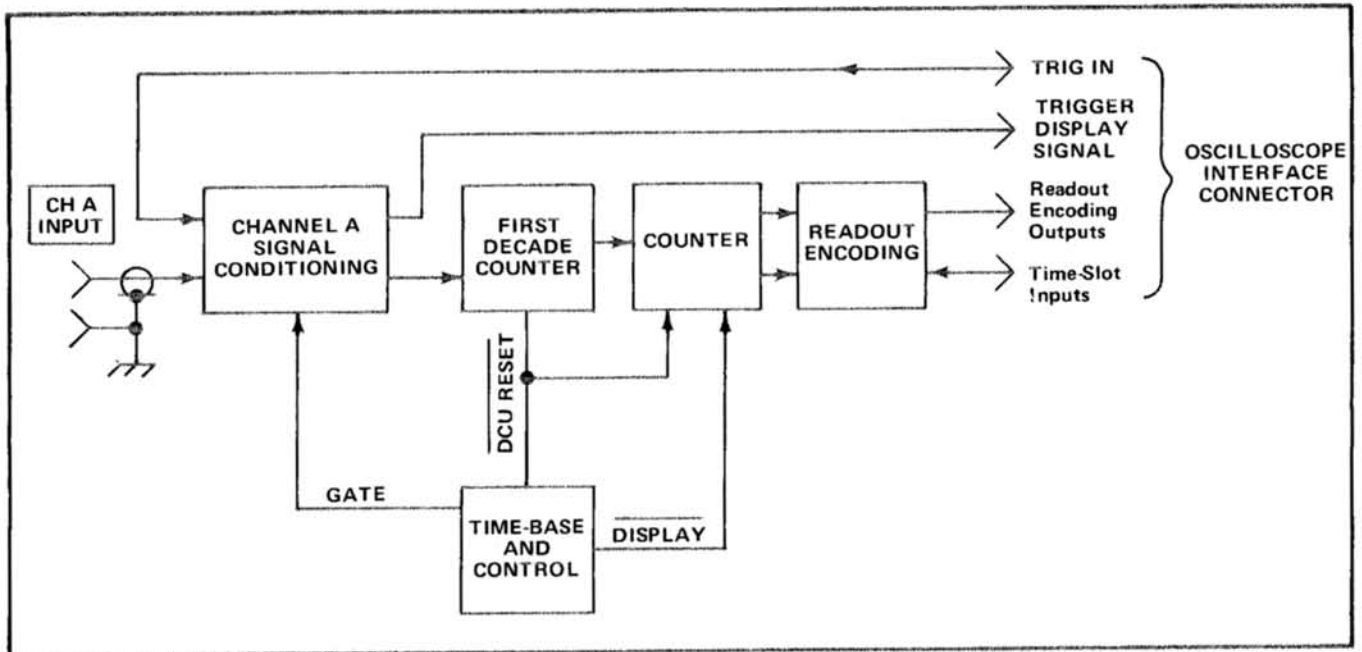 TRIG IN
TRIGGER
DISPLAY
SIGNAL
OSCILLOSCOPE
INTERFACE
CONNECTOR
Readout
Encoding
Outputs
Time-Slot
Inputs
CH A
INPUT
CHANNEL A
SIGNAL
CONDITIONING
FIRST
DECADE
COUNTER
COUNTER
READOUT
ENCODING
DCU RESET
GATE
TIME-BASE
AND
CONTROL
DISPLAY